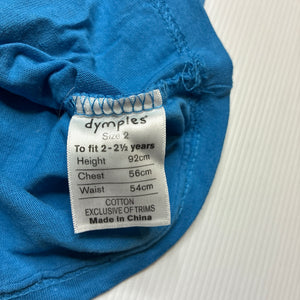 dymples
Size 2
To fit 2-2½ years
Height 92cm
Chest 56cm
Waist 54cm
COTTON
EXCLUSIVE OF TRIMS
Made in China